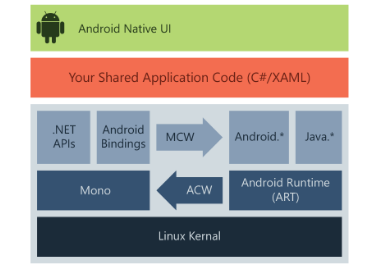 Android Native UI
Your Shared Application Code (C#/XAML)
.NET
APIs
Android
Bindings
MCW
Android.*
Java.*
Mono
ACW
Android Runtime
(ART)
Linux Kernal